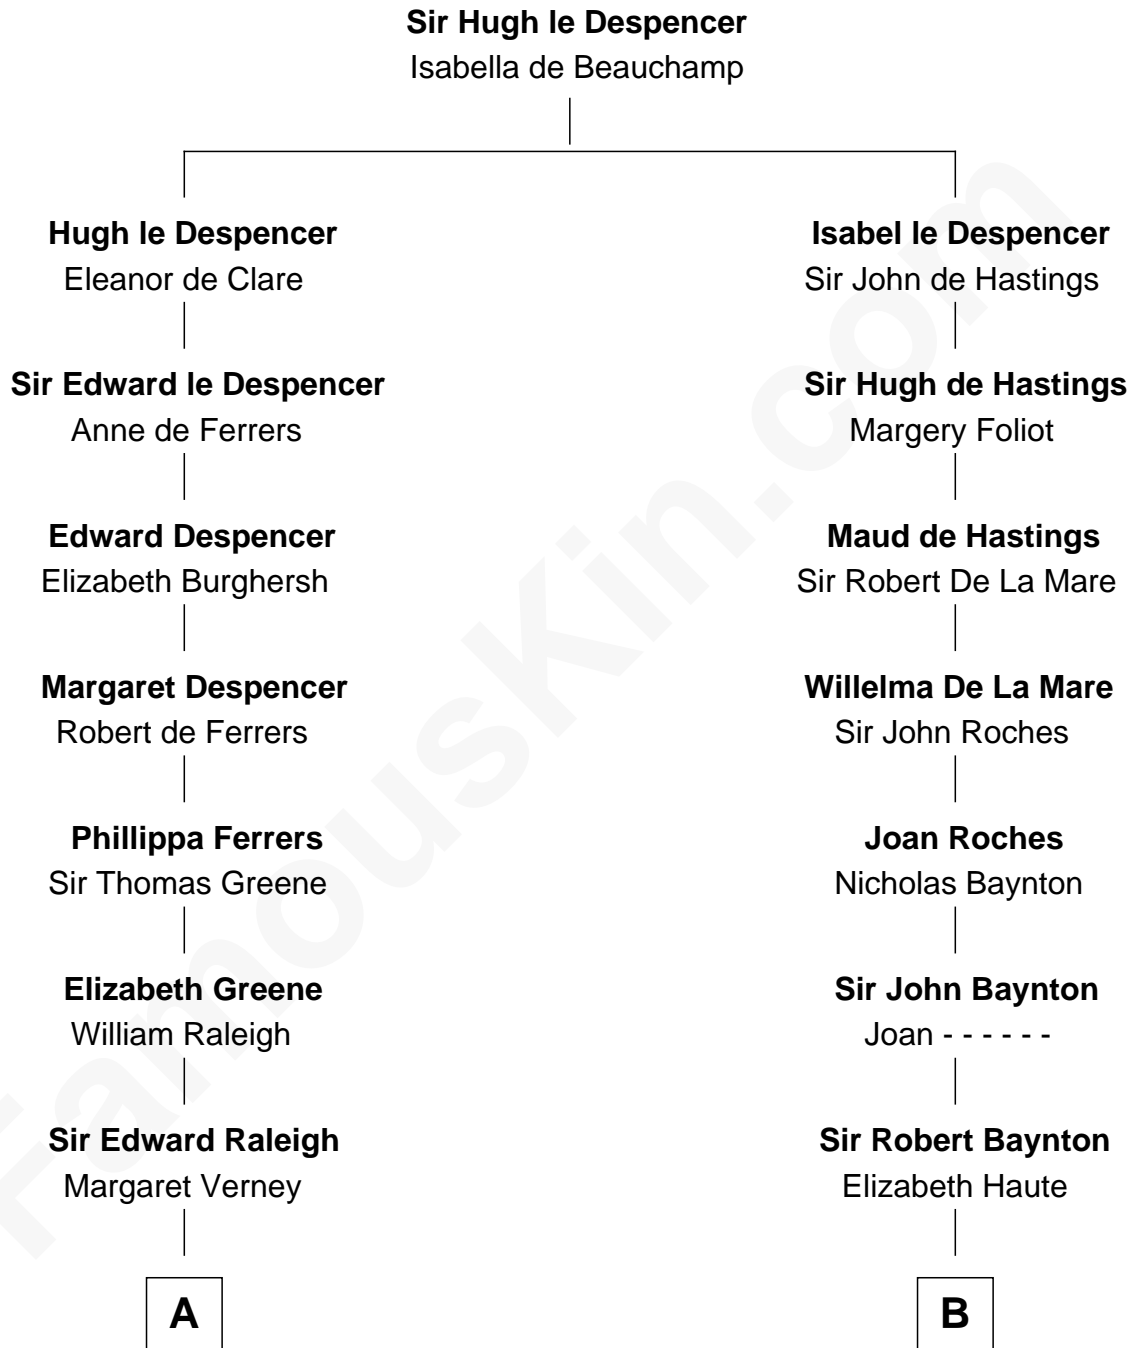 Sir Hugh le Despencer
Isabella de Beauchamp
Hugh le Despencer
Eleanor de Clare
Isabel le Despencer
Sir John de Hastings
Sir Edward le Despencer
Anne de Ferrers
Sir Hugh de Hastings
Margery Foliot
Edward Despencer
Elizabeth Burghersh
Maud de Hastings
Sir Robert De La Mare
Margaret Despencer
Robert de Ferrers
Willelma De La Mare
Sir John Roches
Phillippa Ferrers
Sir Thomas Greene
Joan Roches
Nicholas Baynton
Elizabeth Greene
William Raleigh
Sir John Baynton
Joan - - - - - -
Sir Edward Raleigh
Margaret Verney
Sir Robert Baynton
Elizabeth Haute
A
B
FamousKin.com